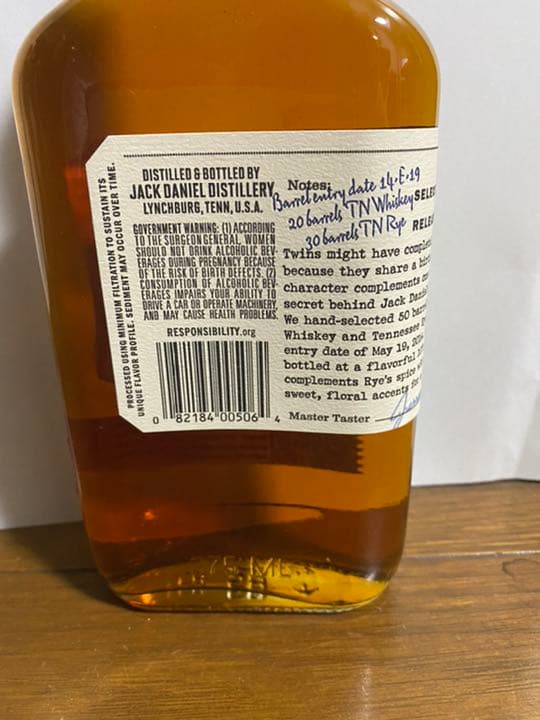 PROCESSED USING MINIMUM FILTRATION TO SUSTAIN ITS
UNIQUE FLAVOR PROFILE. SEDIMENT MAY OCCUR OVER TIME.
DISTILLED & BOTTLED BY
JACK DANIEL DISTILLERY,
LYNCHBURG, TENN, U.S.A.
GOVERNMENT WARNING: (1) ACCORDING
TO THE SURGEON GENERAL, WOMEN
SHOULD NOT DRINK ALCOHOLIC BEV-
ERAGES DURING PREGNANCY BECAUSE
OF THE RISK OF BIRTH DEFECTS. (2)
CONSUMPTION OF ALCOHOLIC BEV-
ERAGES IMPAIRS YOUR ABILITY TO
DRIVE A CAR OR OPERATE MACHINERY,
AND MAY CAUSE HEALTH PROBLEMS.
RESPONSIBILITY.org
0 82184 00506 4
Notes:
Barrel entry date 14.E.19
20 barrels TN Whiskey
30 barrels TN Rye
Twins might have
because they share a
character complements
secret behind Jack
We hand-selected 50
Whiskey and Tennessee
entry date of May 19,
bottled at a flavorful
complements Rye's spice
sweet, floral accents
Master Taster